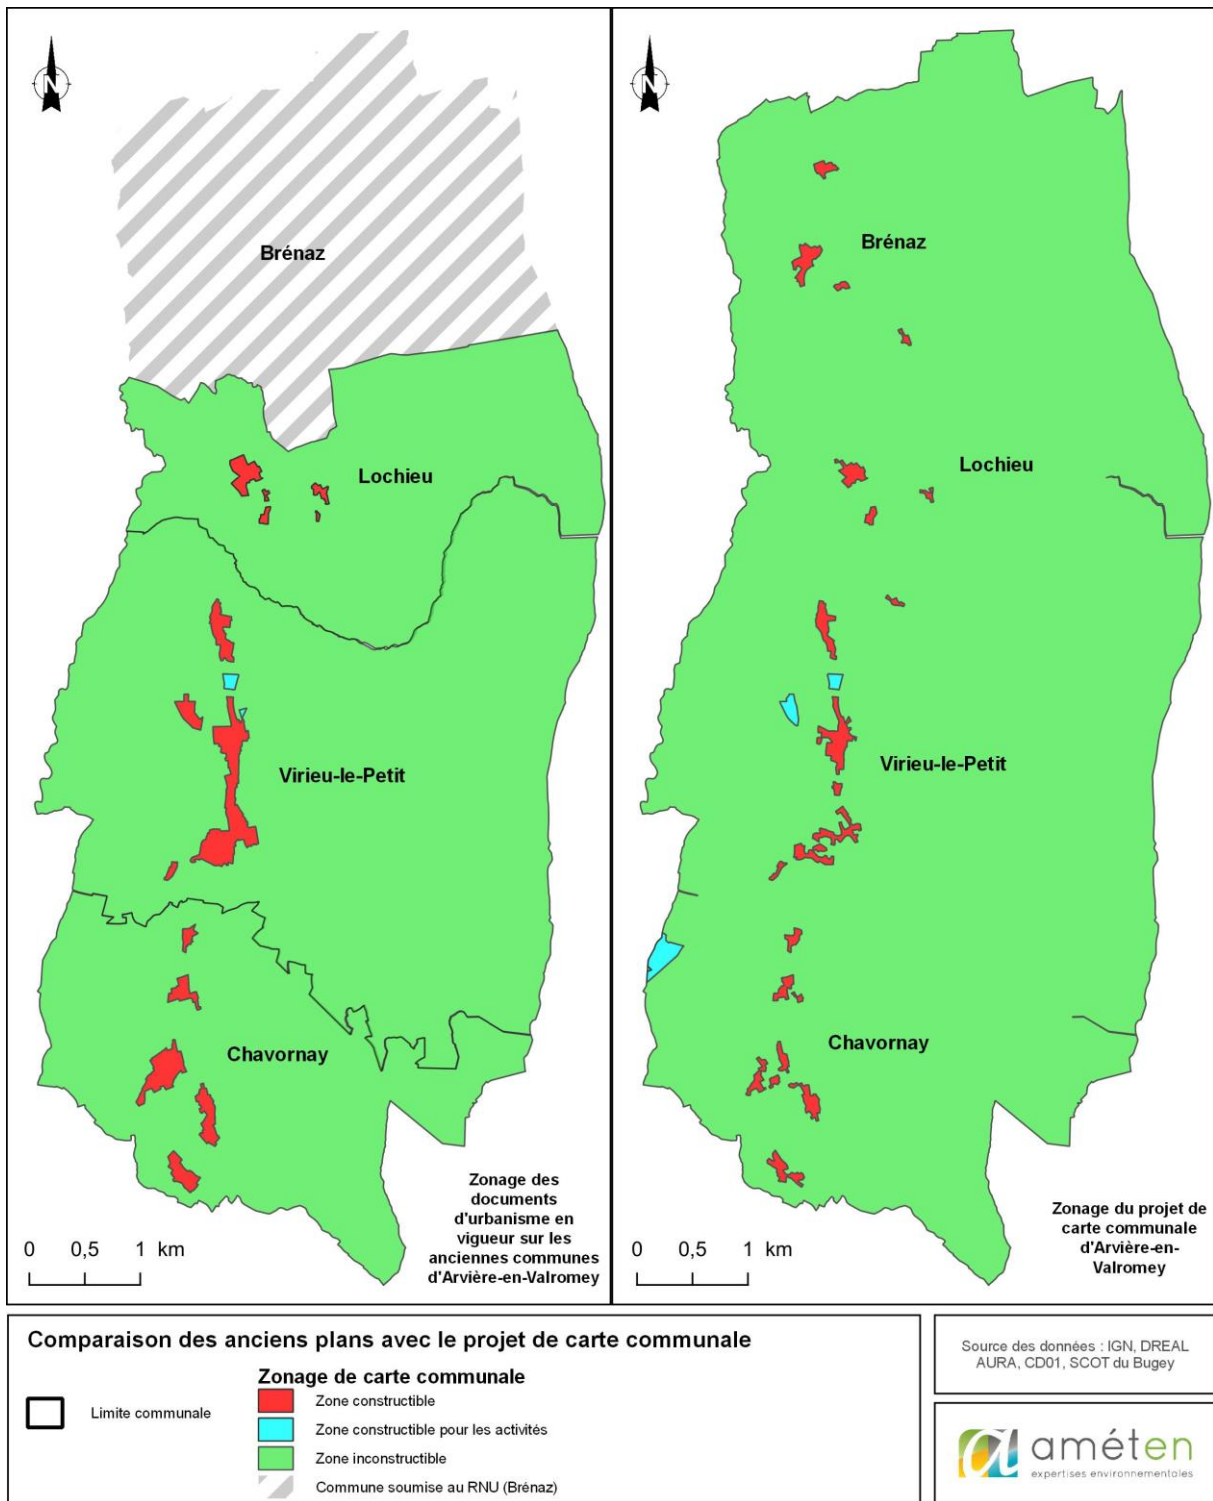 N
Brénaz
Lochieu
Virieu-le-Petit
Chavornay
Zonage des
documents
d'urbanisme en
vigueur sur les
anciennes communes
d'Arvière-en-Valromey
0 0,5 1 km
N
Brénaz
Lochieu
Virieu-le-Petit
Chavornay
Zonage du projet de
carte communale
d'Arvière-en-
Valromey
0 0,5 1 km
Comparaison des anciens plans avec le projet de carte communale
Limite communale
Zonage de carte communale
Zone constructible
Zone constructible pour les activités
Zone inconstructible
Commune soumise au RNU (Brénaz)
Source des données : IGN, DREAL
AURA, CD01, SCOT du Bugey
a améten
expertises environnementales